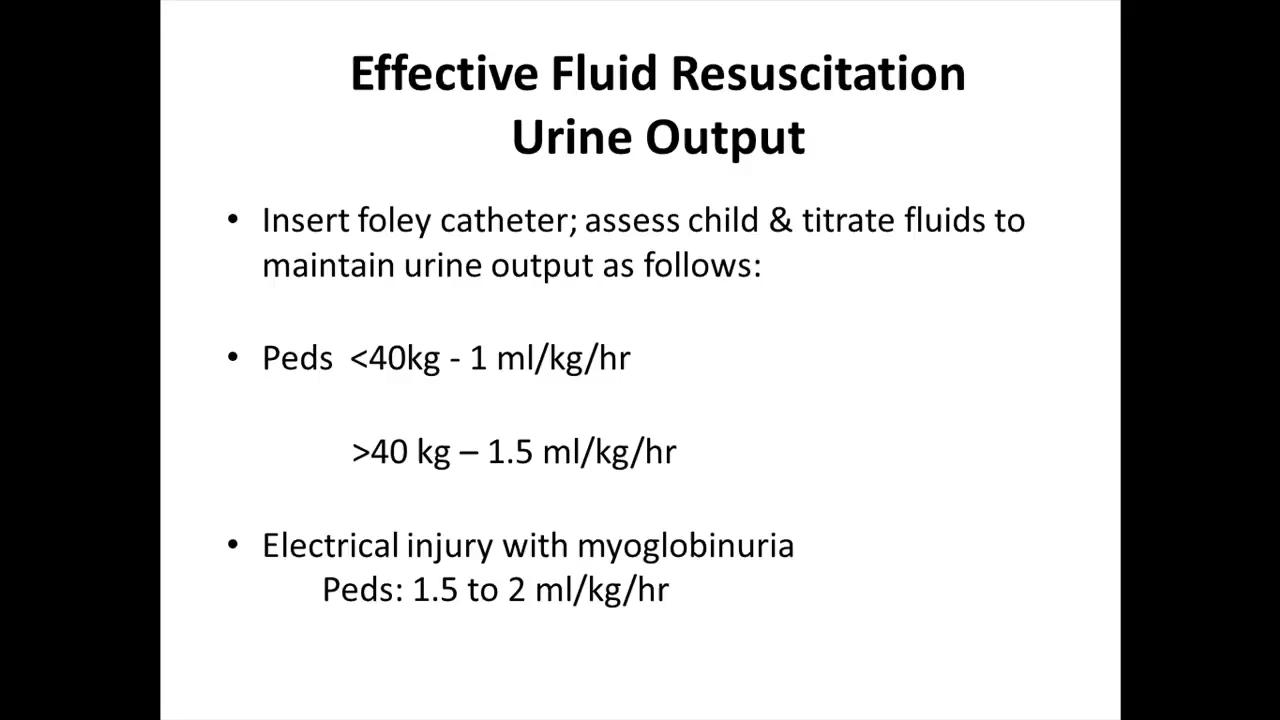 Effective Fluid Resuscitation
Urine Output
• Insert foley catheter; assess child & titrate fluids to
maintain urine output as follows:
• Peds <40kg - 1 ml/kg/hr
>40 kg – 1.5 ml/kg/hr
• Electrical injury with myoglobinuria
Peds: 1.5 to 2 ml/kg/hr